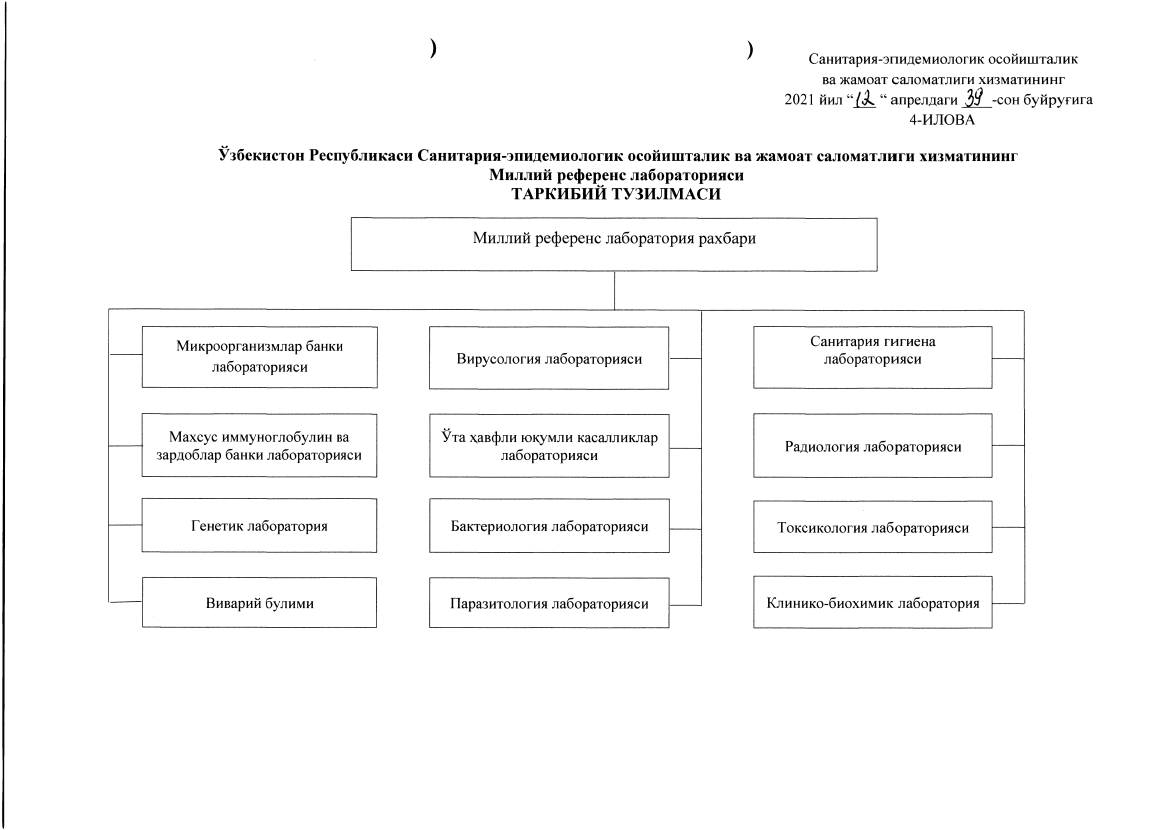 )
)
Санитария-эпидемиологик осойишталик
ва жамоат саломатлиги хизматининг
2021 йил “12 “ апрелдаги 39 -сон буйруғига
4-ИЛОВА
Ўзбекистон Республикаси Санитария-эпидемиологик осойишталик ва жамоат саломатлиги хизматининг
Миллий референс лабораторияси
ТАРКИБИЙ ТУЗИЛМАСИ
Миллий референс лаборатория рахбари
Микроорганизмлар банки
лабораторияси
Махсус иммуноглобулин ва
зардоблар банки лабораторияси
Генетик лаборатория
Виварий булими
Вирусология лабораторияси
Ўта ҳавфли юқумли касалликлар
лабораторияси
Бактериология лабораторияси
Паразитология лабораторияси
Санитария гигиена
лабораторияси
Радиология лабораторияси
Токсикология лабораторияси
Клинико-биохимик лаборатория